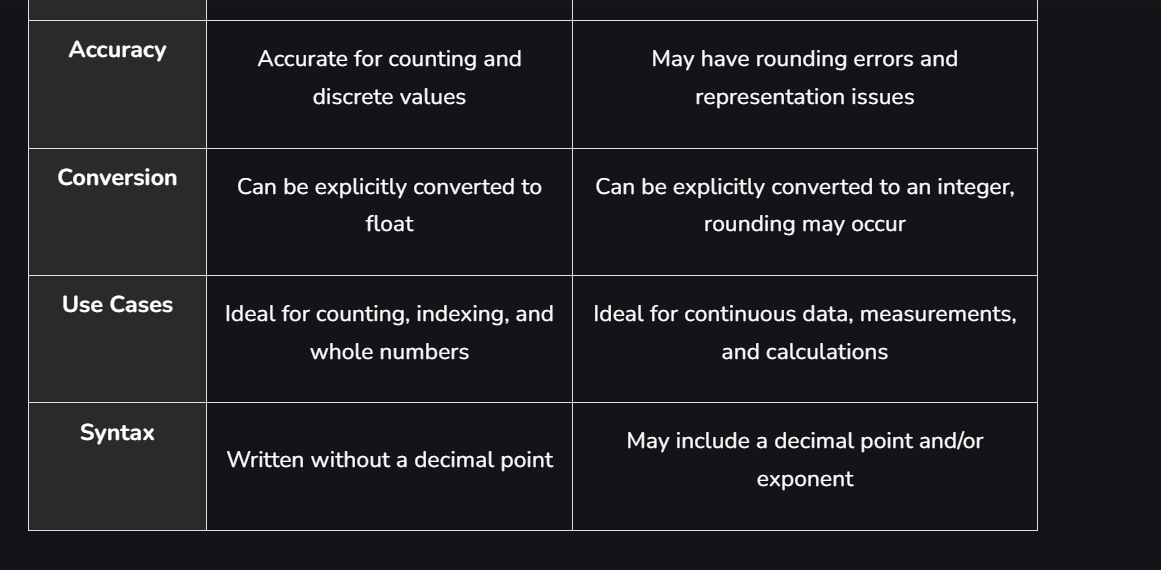 Accuracy
Accurate for counting and
discrete values
May have rounding errors and
representation issues
Conversion
Can be explicitly converted to
float
Can be explicitly converted to an integer,
rounding may occur
Use Cases
Ideal for counting, indexing, and
whole numbers
Ideal for continuous data, measurements,
and calculations
Syntax
Written without a decimal point
May include a decimal point and/or
exponent